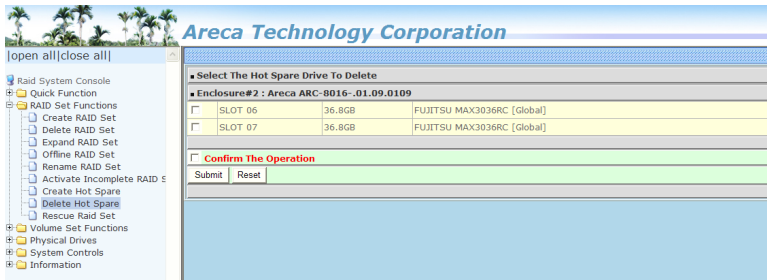 Areca Technology Corporation
|open all|close all|
Raid System Console
Quick Function
RAID Set Functions
Create RAID Set
Delete RAID Set
Expand RAID Set
Offline RAID Set
Rename RAID Set
Activate Incomplete RAID S
Create Hot Spare
Delete Hot Spare
Rescue Raid Set
Volume Set Functions
Physical Drives
System Controls
Information
Select The Hot Spare Drive To Delete
Enclosure#2 : Areca ARC-8016-.01.09.0109
SLOT 06 36.8GB FUJITSU MAX3036RC [Global]
SLOT 07 36.8GB FUJITSU MAX3036RC [Global]
Confirm The Operation
Submit Reset